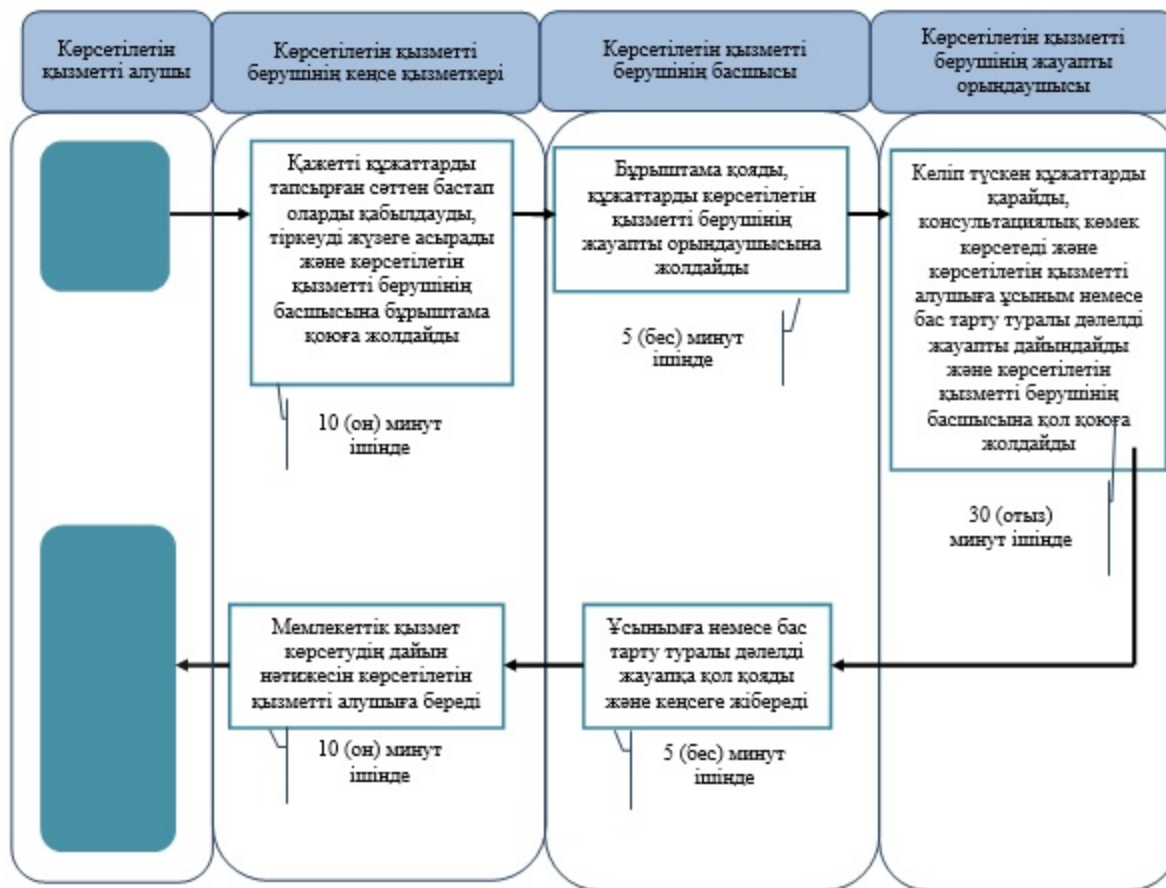 Көрсетілетін
қызметті алушы
Көрсетілетін қызметті
берушінің кеңсе қызметкері
Көрсетілетін қызметті
берушінің басшысы
Көрсетілетін қызметті
берушінің жауапты
орындаушысы
Қажетті құжаттарды
тапсырған сәттен бастап
оларды қабылдауды,
тіркеуді жүзеге асырады
және көрсетілетін
қызметті берушінің
басшысына бұрыштама
қоюға жолдайды
10 (он) минут
ішінде
Бұрыштама қояды,
құжаттарды көрсетілетін
қызметті берушінің
жауапты орындаушысына
жолдайды
5 (бес) минут
ішінде
Келіп түскен құжаттарды
қарайды,
консультациялық көмек
көрсетеді және
көрсетілетін қызметті
алушыға ұсыным немесе
бас тарту туралы дәлелді
жауапты дайындайды
және көрсетілетін
қызметті берушінің
басшысына қол қоюға
жолдайды
30 (отыз)
минут ішінде
Мемлекеттік қызмет
көрсетудің дайын
нәтижесін көрсетілетін
қызметті алушыға береді
10 (он) минут
ішінде
Ұсынымға немесе бас
тарту туралы дәлелді
жауапқа қол қояды
және кеңсеге жібереді
5 (бес) минут
ішінде